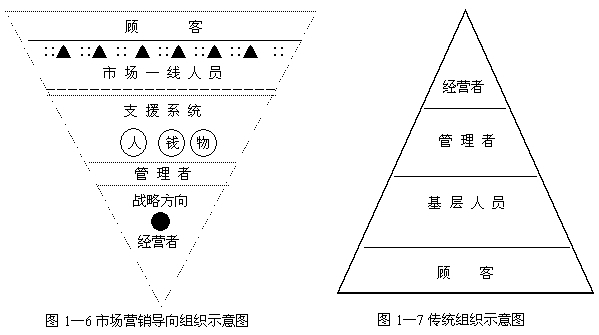 顾 客
市 场 一 线 人 员
支 援 系 统
人 钱 物
管 理 者
战略方向
经营者
图 1—6 市场营销导向组织示意图
经营者
管 理 者
基 层 人 员
顾 客
图 1—7 传统组织示意图